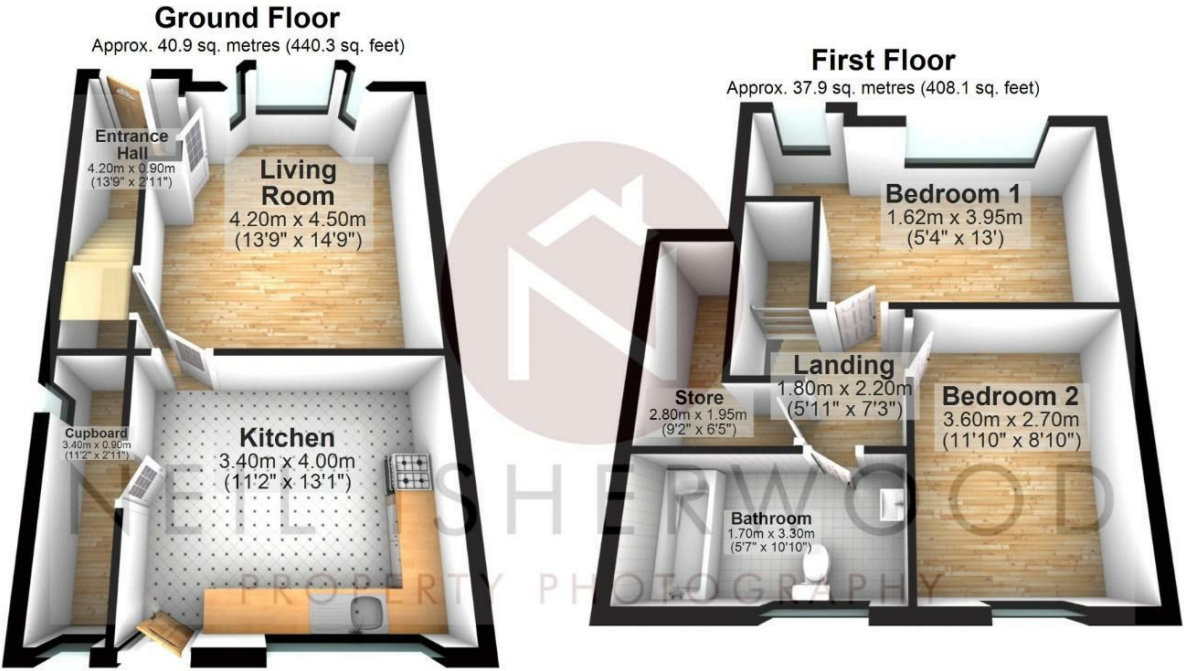 Ground Floor
Approx. 40.9 sq. metres (440.3 sq. feet)
Entrance
Hall
4.20m x 0.90m
(13'9" x 2'11")
Living
Room
4.20m x 4.50m
(13'9" x 14'9")
Cupboard
3.40m x 0.90m
(11'2" x 2'11")
Kitchen
3.40m x 4.00m
(11'2" x 13'1")
First Floor
Approx. 37.9 sq. metres (408.1 sq. feet)
Bedroom 1
1.62m x 3.95m
(5'4" x 13')
Landing
1.80m x 2.20m
(5'11" x 7'3")
Store
2.80m x 1.95m
(9'2" x 6'5")
Bedroom 2
3.60m x 2.70m
(11'10" x 8'10")
Bathroom
1.70m x 3.30m
(5'7" x 10'10")
NEIL SHERWOOD
PROPERTY PHOTOGRAPHY